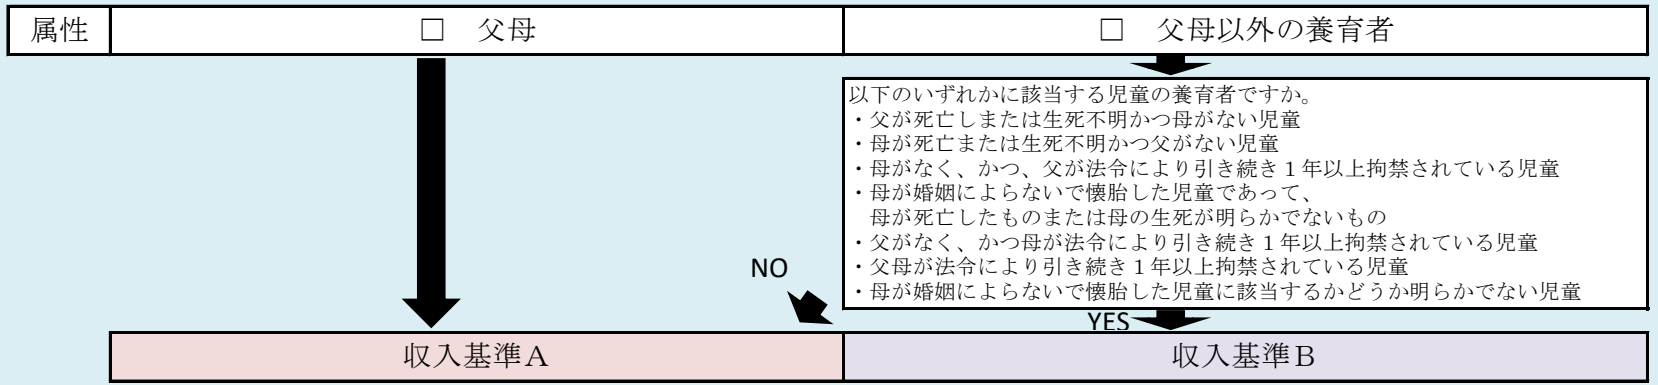 属性
□　父母
□　父母以外の養育者
以下のいずれかに該当する児童の養育者ですか。
・父が死亡しまたは生死不明かつ母がない児童
・母が死亡または生死不明かつ父がない児童
・母がなく、かつ、父が法令により引き続き１年以上拘禁されている児童
・母が婚姻によらないで懐胎した児童であって、
　母が死亡したものまたは母の生死が明らかでないもの
・父がなく、かつ母が法令により引き続き１年以上拘禁されている児童
・父母が法令により引き続き１年以上拘禁されている児童
・母が婚姻によらないで懐胎した児童に該当するかどうか明らかでない児童
NO
YES
収入基準Ａ
収入基準Ｂ